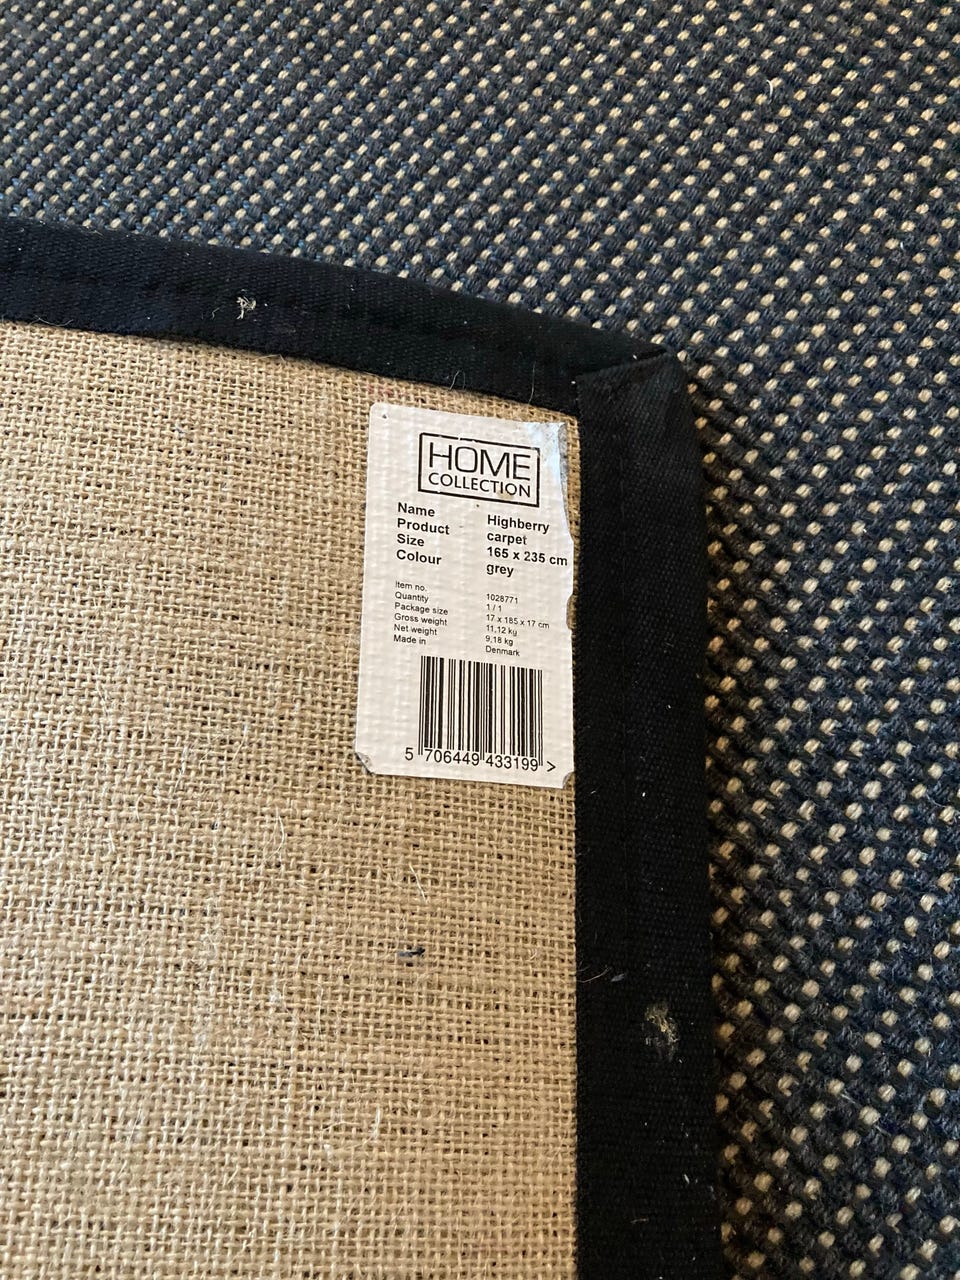 HOME
COLLECTION
Name Highberry
Product carpet
Size 165 x 235 cm
Colour grey
Item no. 1028771
Quantity 1 / 1
Package size 17 x 185 x 17 cm
Gross weight 11,12 kg
Net weight 9,18 kg
Made in Denmark
5 706449 433199 >